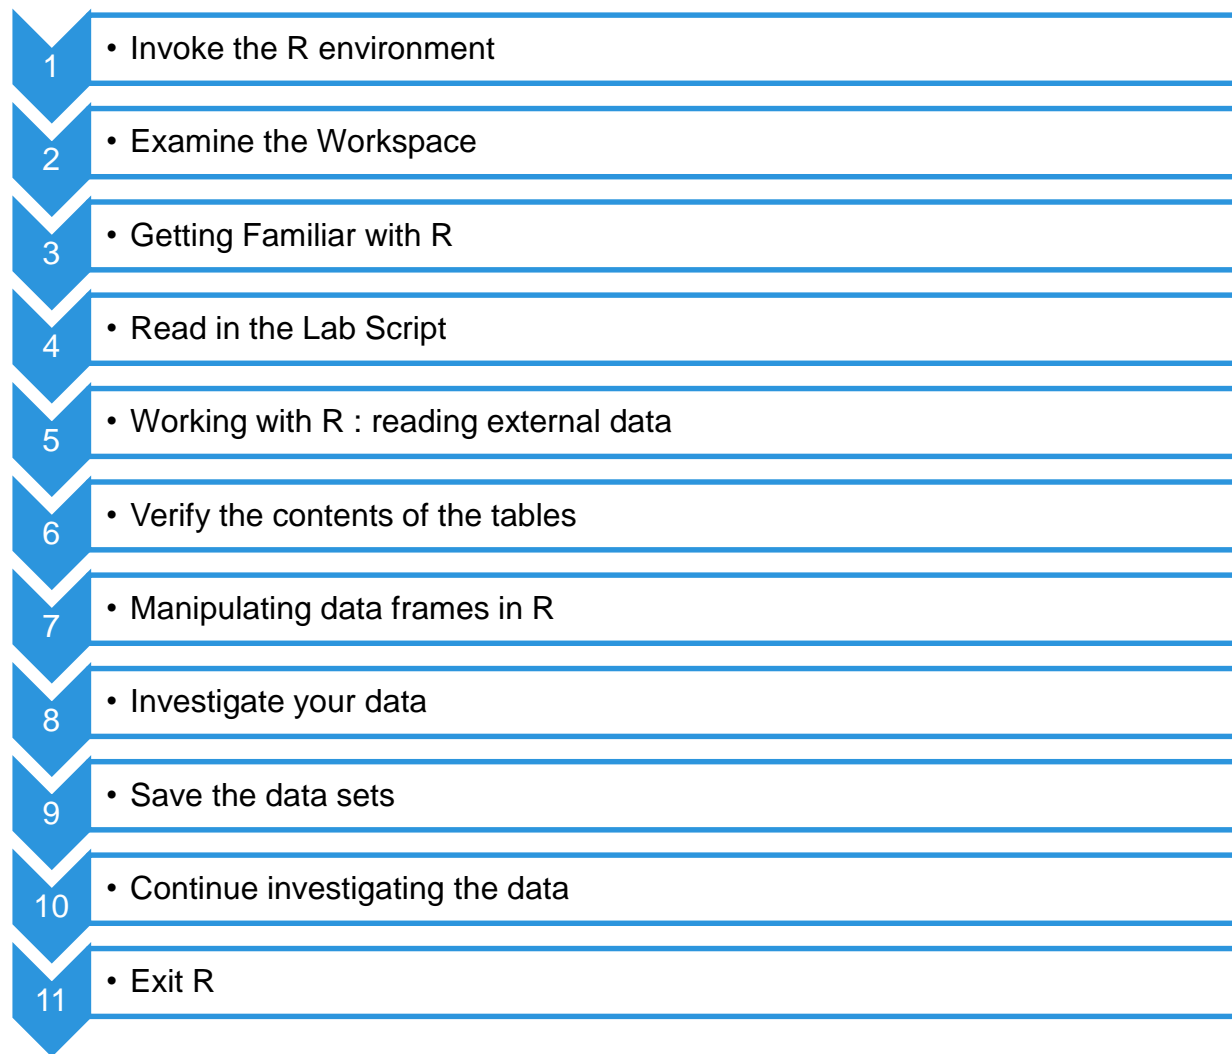 1 • Invoke the R environment
2 • Examine the Workspace
3 • Getting Familiar with R
4 • Read in the Lab Script
5 • Working with R : reading external data
6 • Verify the contents of the tables
7 • Manipulating data frames in R
8 • Investigate your data
9 • Save the data sets
10 • Continue investigating the data
11 • Exit R